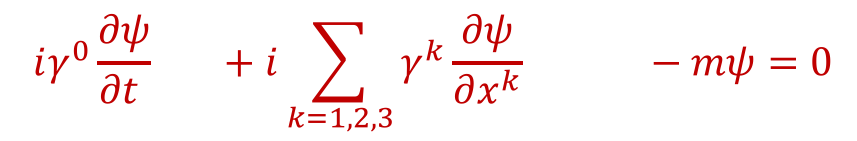 iγ⁰ ∂ψ/∂t + i ∑_{k=1,2,3} γᵏ ∂ψ/∂xᵏ − mψ = 0